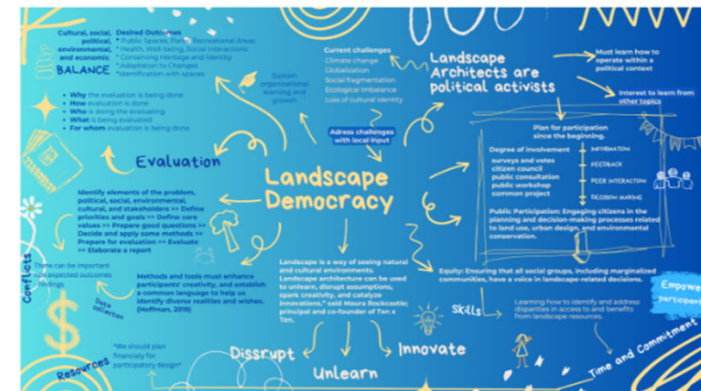 Cultural, social,
political,
environmental,
and economic
BALANCE
Desired Outcomes
* Public Spaces, Parks, Recreational Areas
* Health, Well-being, Social Interactions
* Conserving Heritage and Identity
* Adaptation to Changes
*Identification with spaces
• Why the evaluation is being done
• How evaluation is done
• Who is doing the evaluating
• What is being evaluated
• For whom evaluation is being done.
Evaluation
Sustain
organizational
learning and
growth
Current challenges
Climate change
Globalization
Social fragmentation
Ecological imbalance
Loss of cultural identity
Adress challenges
with local input
Landscape
Architects are
political activists
Must learn how to
operate within a
political context
Interest to learn from
other topics
Plan for participation
since the beginning.
Degree of involvement
surveys and votes
citizen council
public consultation
public workshop
common project
INFORMATION
FEEDBACK
PEER INTERACTION
DECISION MAKING
Public Participation: Engaging citizens in the
planning and decision-making processes related
to land use, urban design, and environmental
conservation.
Landscape
Democracy
Identify elements of the problem,
political, social, environmental,
cultural, and stakeholders >> Define
priorities and goals >> Define core
values >> Prepare good questions >>
Decide and apply some methods >>
Prepare for evaluation >> Evaluate
>> Elaborate a report
Conflicts
There can be important
unexpected outcomes
findings
Data
collection
Methods and tools must enhance
participants' creativity, and establish
a common language to help us
identify diverse realities and wishes.
(Hoffman, 2019)
Landscape is a way of seeing natural
and cultural environments.
Landscape architecture can be used
to unlearn, disrupt assumptions,
spark creativity, and catalyze
innovations," said Maura Rockcastle;
principal and co-founder of Ten x
Ten.
Equity: Ensuring that all social groups, including marginalized
communities, have a voice in landscape-related decisions.
Empower
participant
Skills
Learning how to identify and address
disparities in access to and benefits
from landscape resources.
Time and Commitment
Resources
"We should plan
financialy for
participatory design"
Dissrupt
Unlearn
Innovate